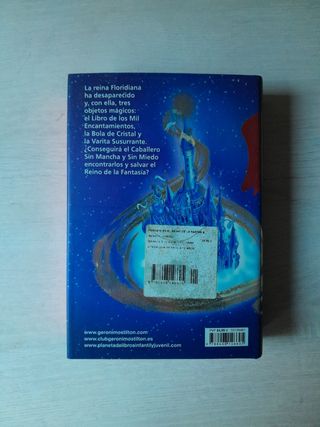 La reina Floridiana
ha desaparecido
y, con ella, tres
objetos mágicos:
el Libro de los Mil
Encantamientos,
la Bola de Cristal y
la Varita Susurrante.
¿Conseguirá el Caballero
Sin Mancha y Sin Miedo
encontrarlos y salvar el
Reino de la Fantasía?
www.geronimostilton.com
www.clubgeronimostilton.es
www.planetadelibrosinfantilyjuvenil.com
PVP